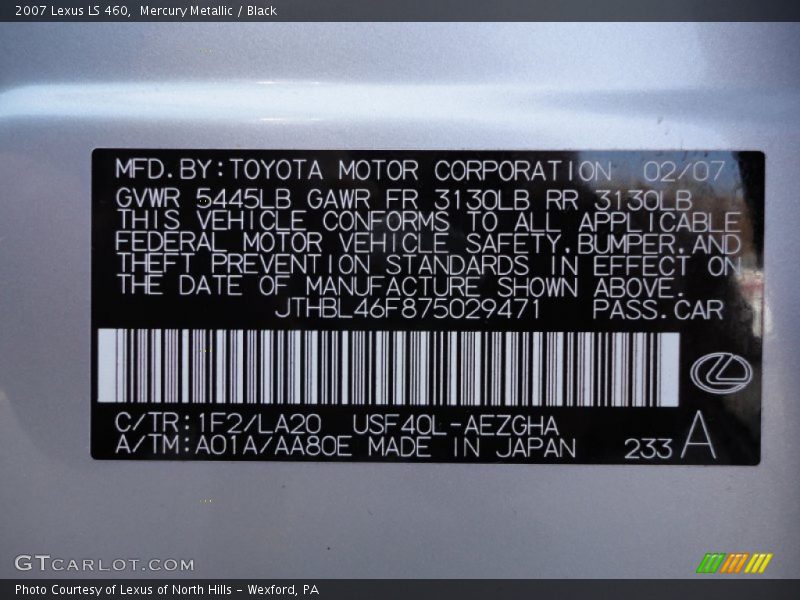 2007 Lexus LS 460, Mercury Metallic / Black
MFD.BY:TOYOTA MOTOR CORPORATION 02/07
GVWR 5445LB GAWR FR 3130LB RR 3130LB
THIS VEHICLE CONFORMS TO ALL APPLICABLE
FEDERAL MOTOR VEHICLE SAFETY,BUMPER,AND
THEFT PREVENTION STANDARDS IN EFFECT ON
THE DATE OF MANUFACTURE SHOWN ABOVE.
JTHBL46F875029471 PASS.CAR
C/TR:1F2/LA20 USF40L-AEZGHA
A/TM:A01A/AA80E MADE IN JAPAN 233 A
GTCARLOT.COM
Photo Courtesy of Lexus of North Hills - Wexford, PA